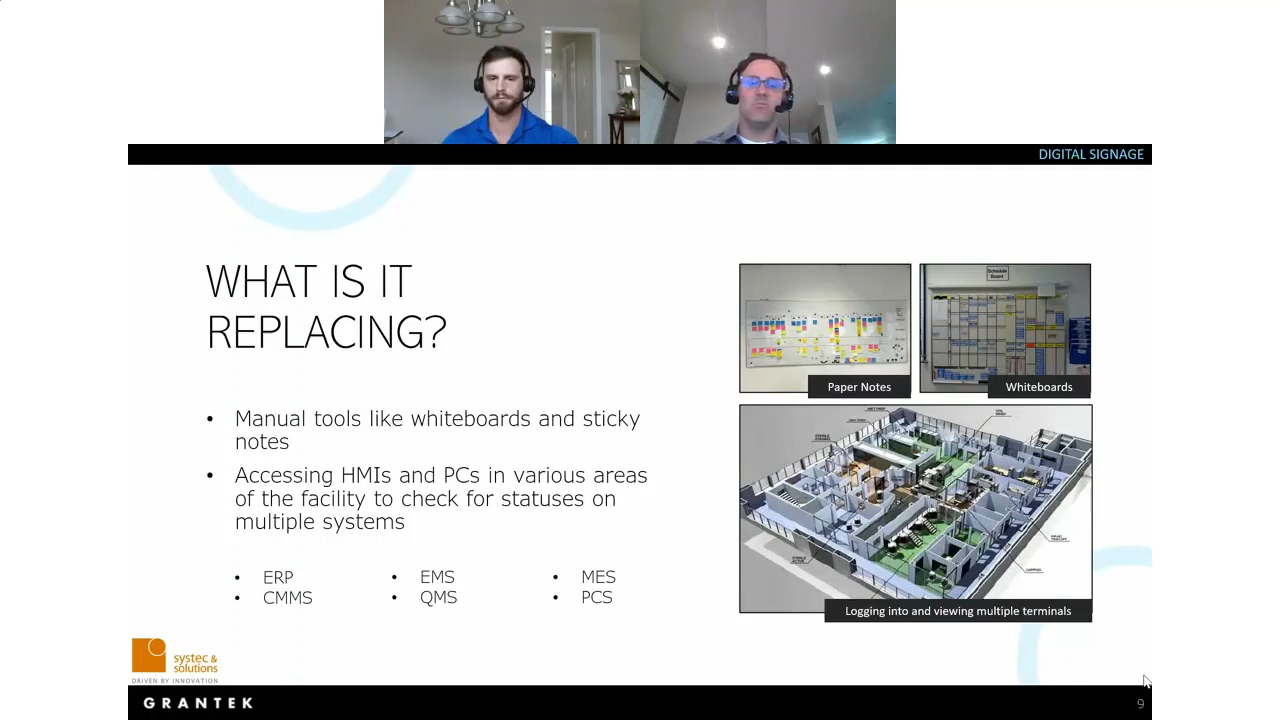 DIGITAL SIGNAGE
WHAT IS IT
REPLACING?
• Manual tools like whiteboards and sticky
notes
• Accessing HMIs and PCs in various areas
of the facility to check for statuses on
multiple systems
• ERP
• CMMS
• EMS
• QMS
• MES
• PCS
Schedule
Board
Paper Notes
Whiteboards
Logging into and viewing multiple terminals
systec &
solutions
DRIVEN BY INNOVATION
GRANTEK
9